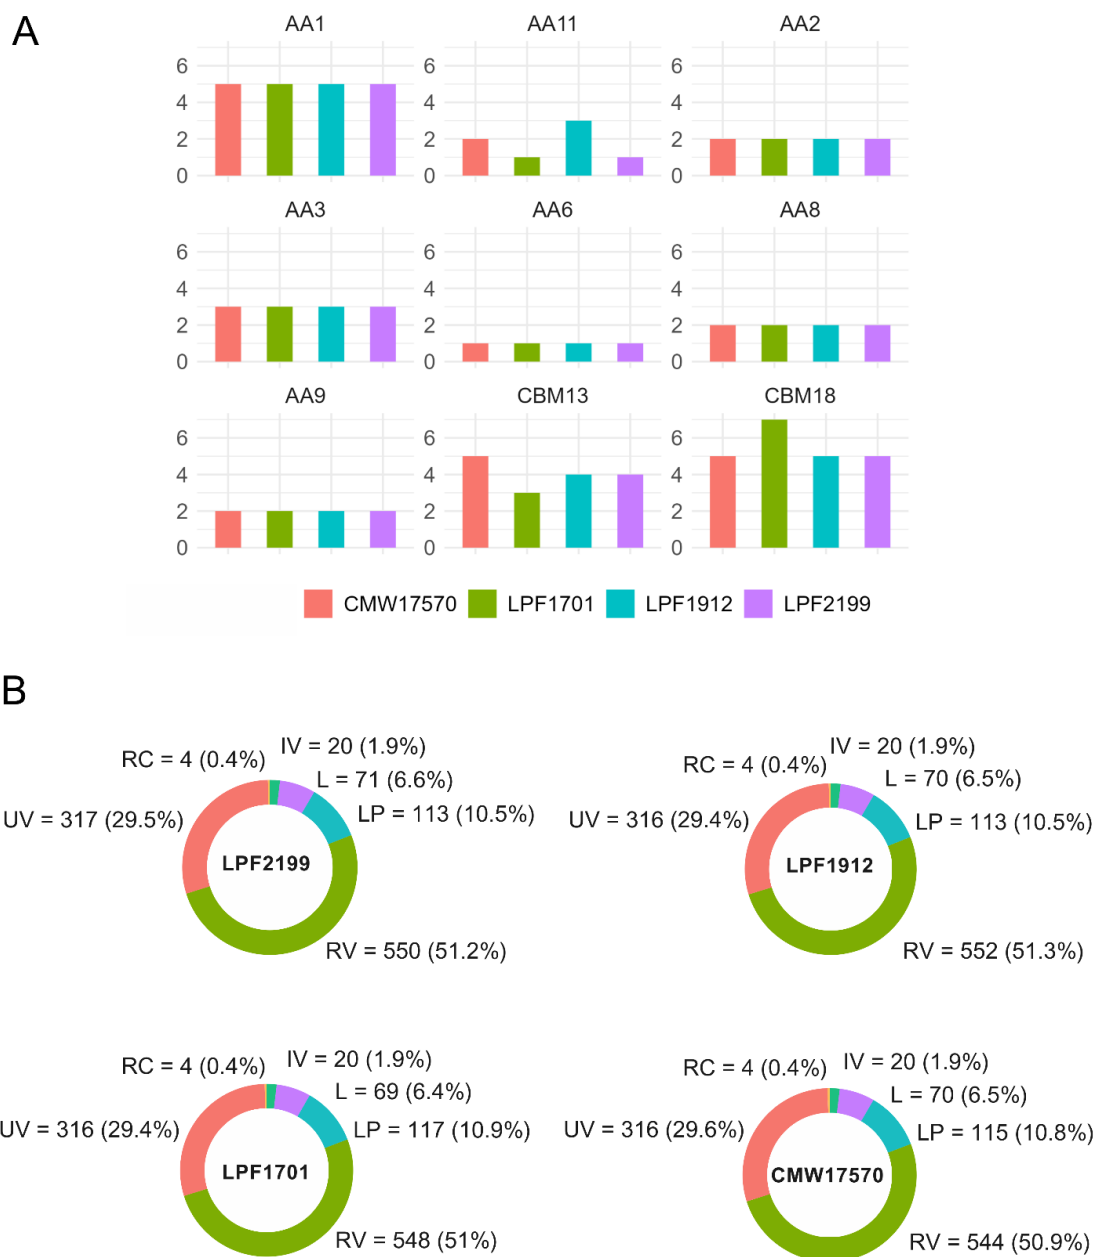 A
AA1 AA11 AA2
6 6 6
4 4 4
2 2 2
0 0 0
AA3 AA6 AA8
6 6 6
4 4 4
2 2 2
0 0 0
AA9 CBM13 CBM18
6 6 6
4 4 4
2 2 2
0 0 0
CMW17570 LPF1701 LPF1912 LPF2199
B
RC = 4 (0.4%)
IV = 20 (1.9%)
L = 71 (6.6%)
UV = 317 (29.5%)
LP = 113 (10.5%)
LPF2199
RV = 550 (51.2%)
RC = 4 (0.4%)
IV = 20 (1.9%)
L = 70 (6.5%)
UV = 316 (29.4%)
LP = 113 (10.5%)
LPF1912
RV = 552 (51.3%)
RC = 4 (0.4%)
IV = 20 (1.9%)
L = 69 (6.4%)
UV = 316 (29.4%)
LP = 117 (10.9%)
LPF1701
RV = 548 (51%)
RC = 4 (0.4%)
IV = 20 (1.9%)
L = 70 (6.5%)
UV = 316 (29.6%)
LP = 115 (10.8%)
CMW17570
RV = 544 (50.9%)